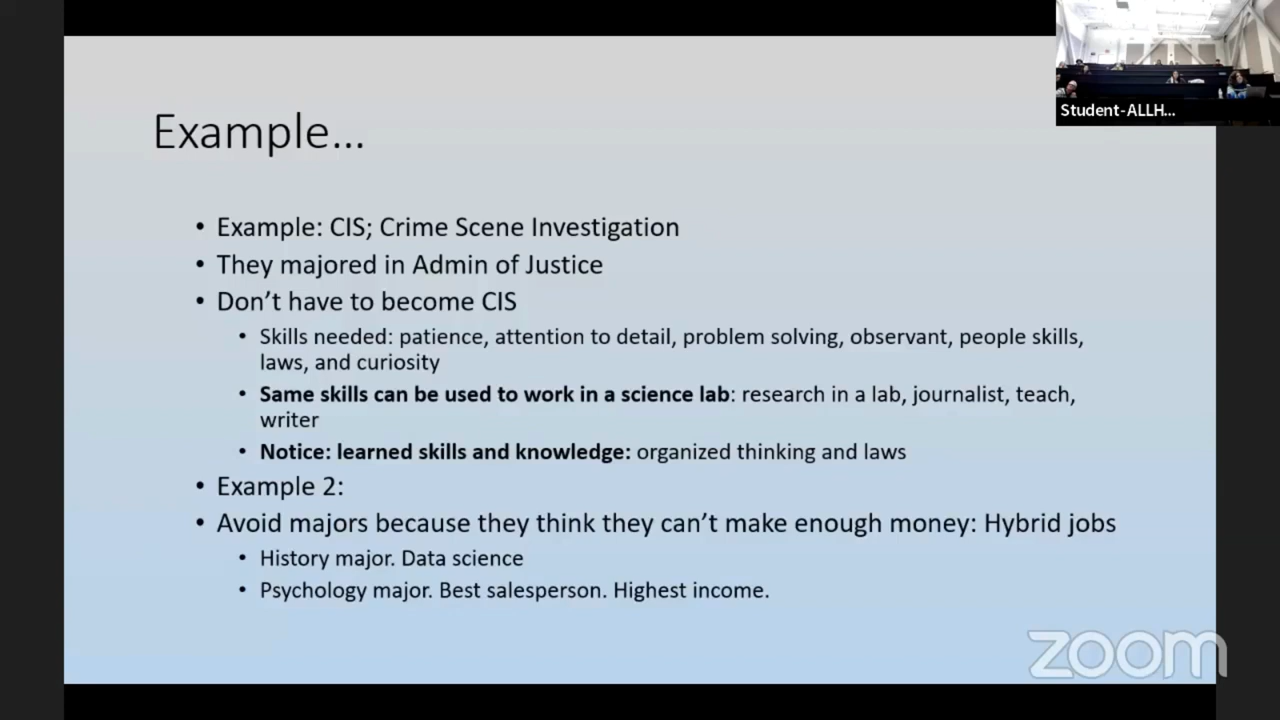 Student-ALLH...
Example...
• Example: CIS; Crime Scene Investigation
• They majored in Admin of Justice
• Don't have to become CIS
• Skills needed: patience, attention to detail, problem solving, observant, people skills,
laws, and curiosity
• Same skills can be used to work in a science lab: research in a lab, journalist, teach,
writer
• Notice: learned skills and knowledge: organized thinking and laws
• Example 2:
• Avoid majors because they think they can't make enough money: Hybrid jobs
• History major. Data science
• Psychology major. Best salesperson. Highest income.
zoom